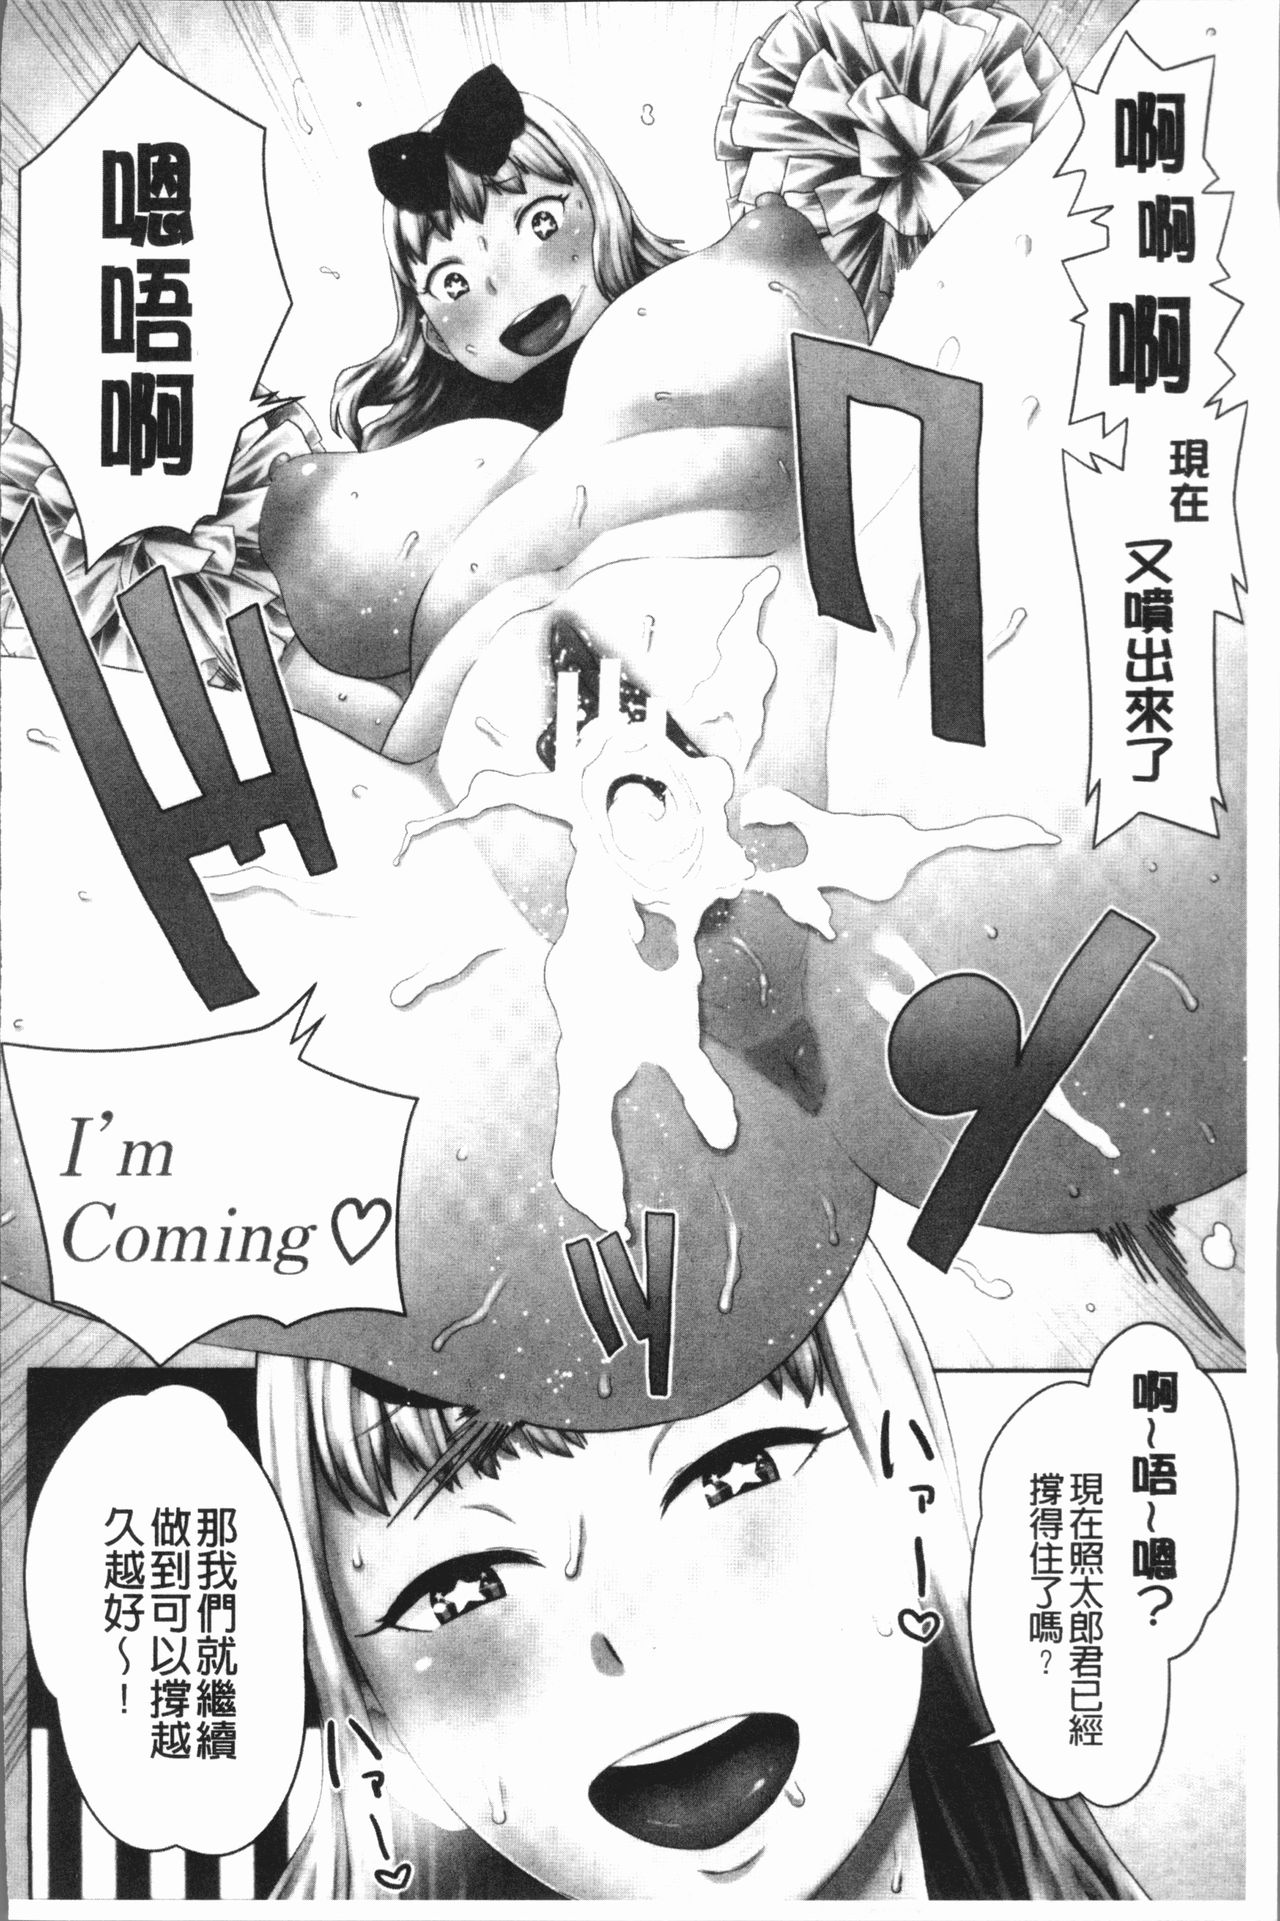 啊啊啊
現在
又噴出來了
嗯唔啊
I'm
Coming♡
啊～唔～嗯？
現在照太郎君已經
撐得住了嗎？
ハァー♡
那我們就繼續
做到可以撐越
久越好～！
ハァー♡